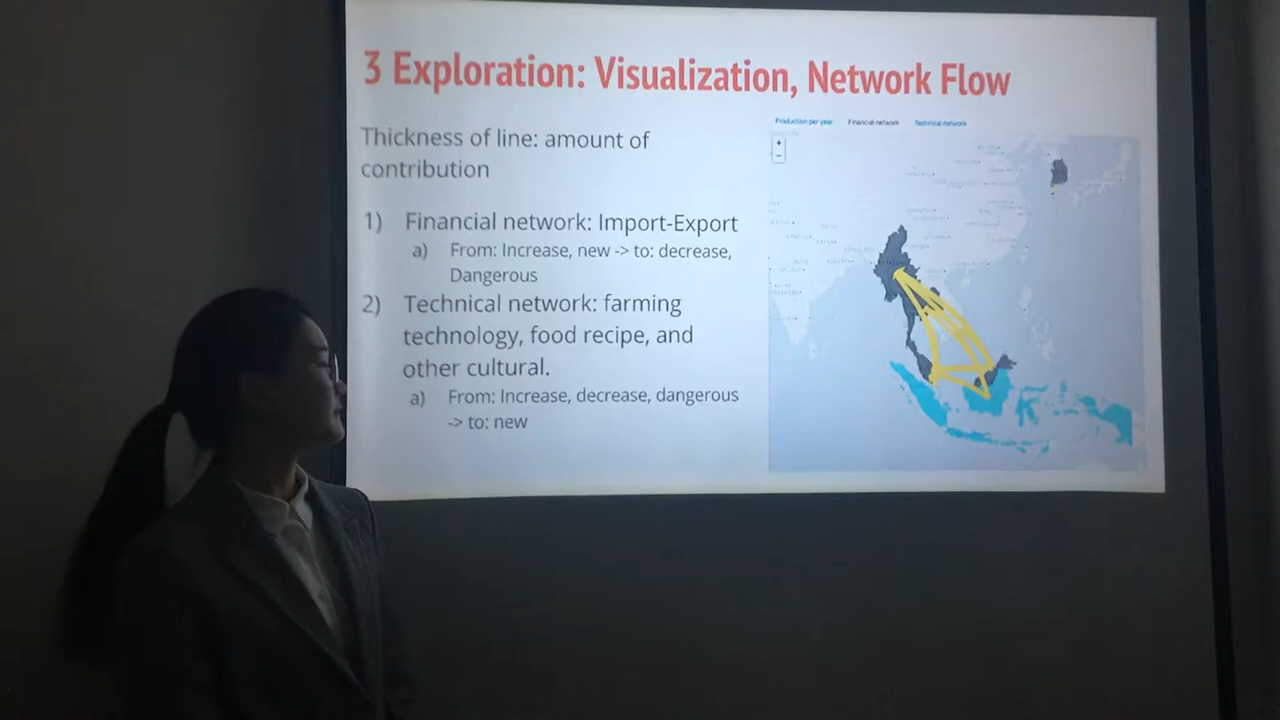 3 Exploration: Visualization, Network Flow
Thickness of line: amount of
contribution
1) Financial network: Import-Export
a) From: Increase, new -> to: decrease,
Dangerous
2) Technical network: farming
technology, food recipe, and
other cultural.
a) From: Increase, decrease, dangerous
-> to: new
Production per year Financial network Technical network
+
−